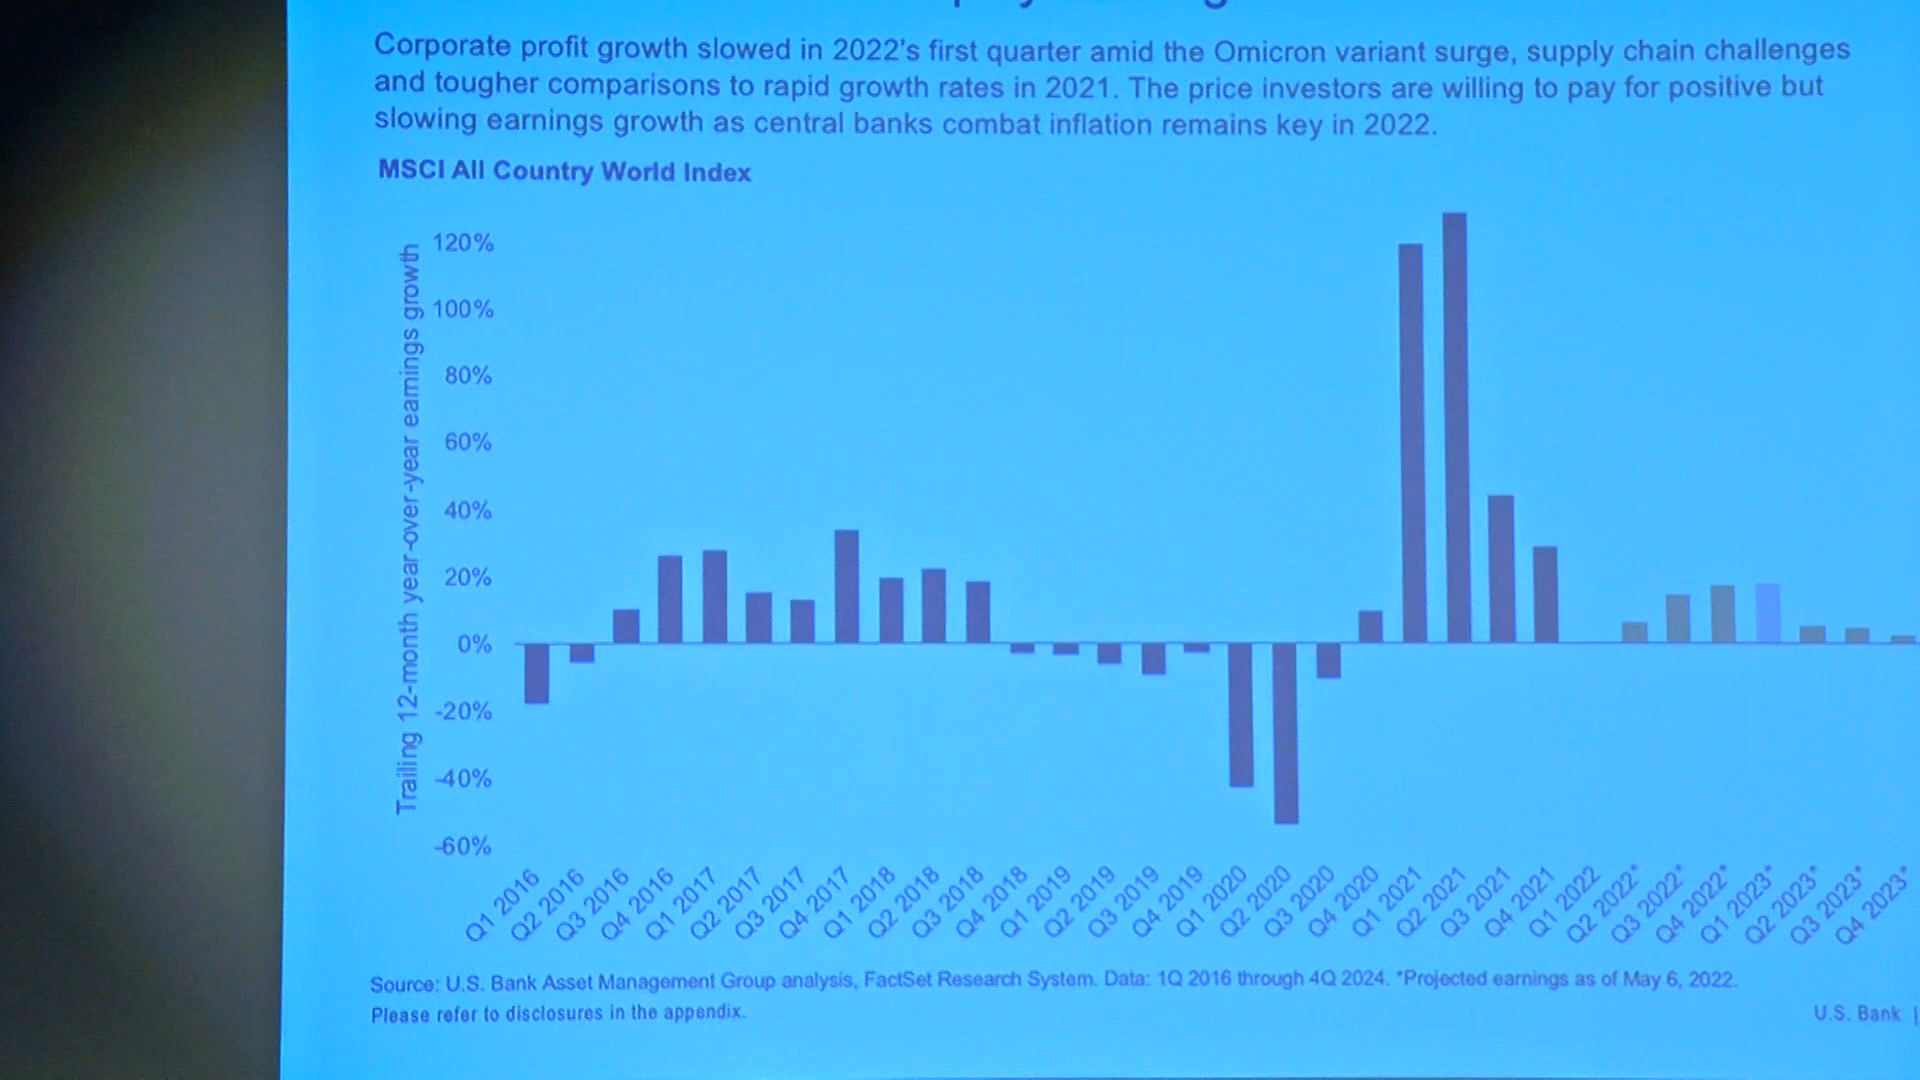 Corporate profit growth slowed in 2022's first quarter amid the Omicron variant surge, supply chain challenges
and tougher comparisons to rapid growth rates in 2021. The price investors are willing to pay for positive but
slowing earnings growth as central banks combat inflation remains key in 2022.
MSCI All Country World Index
Trailing 12-month year-over-year earnings growth
120%
100%
80%
60%
40%
20%
0%
-20%
-40%
-60%
Q1 2016
Q2 2016
Q3 2016
Q4 2016
Q1 2017
Q2 2017
Q3 2017
Q4 2017
Q1 2018
Q2 2018
Q3 2018
Q4 2018
Q1 2019
Q2 2019
Q3 2019
Q4 2019
Q1 2020
Q2 2020
Q3 2020
Q4 2020
Q1 2021
Q2 2021
Q3 2021
Q4 2021
Q1 2022
Q2 2022*
Q3 2022*
Q4 2022*
Q1 2023*
Q2 2023*
Q3 2023*
Q4 2023*
Source: U.S. Bank Asset Management Group analysis, FactSet Research System. Data: 1Q 2016 through 4Q 2024. *Projected earnings as of May 6, 2022.
Please refer to disclosures in the appendix.
U.S. Bank |